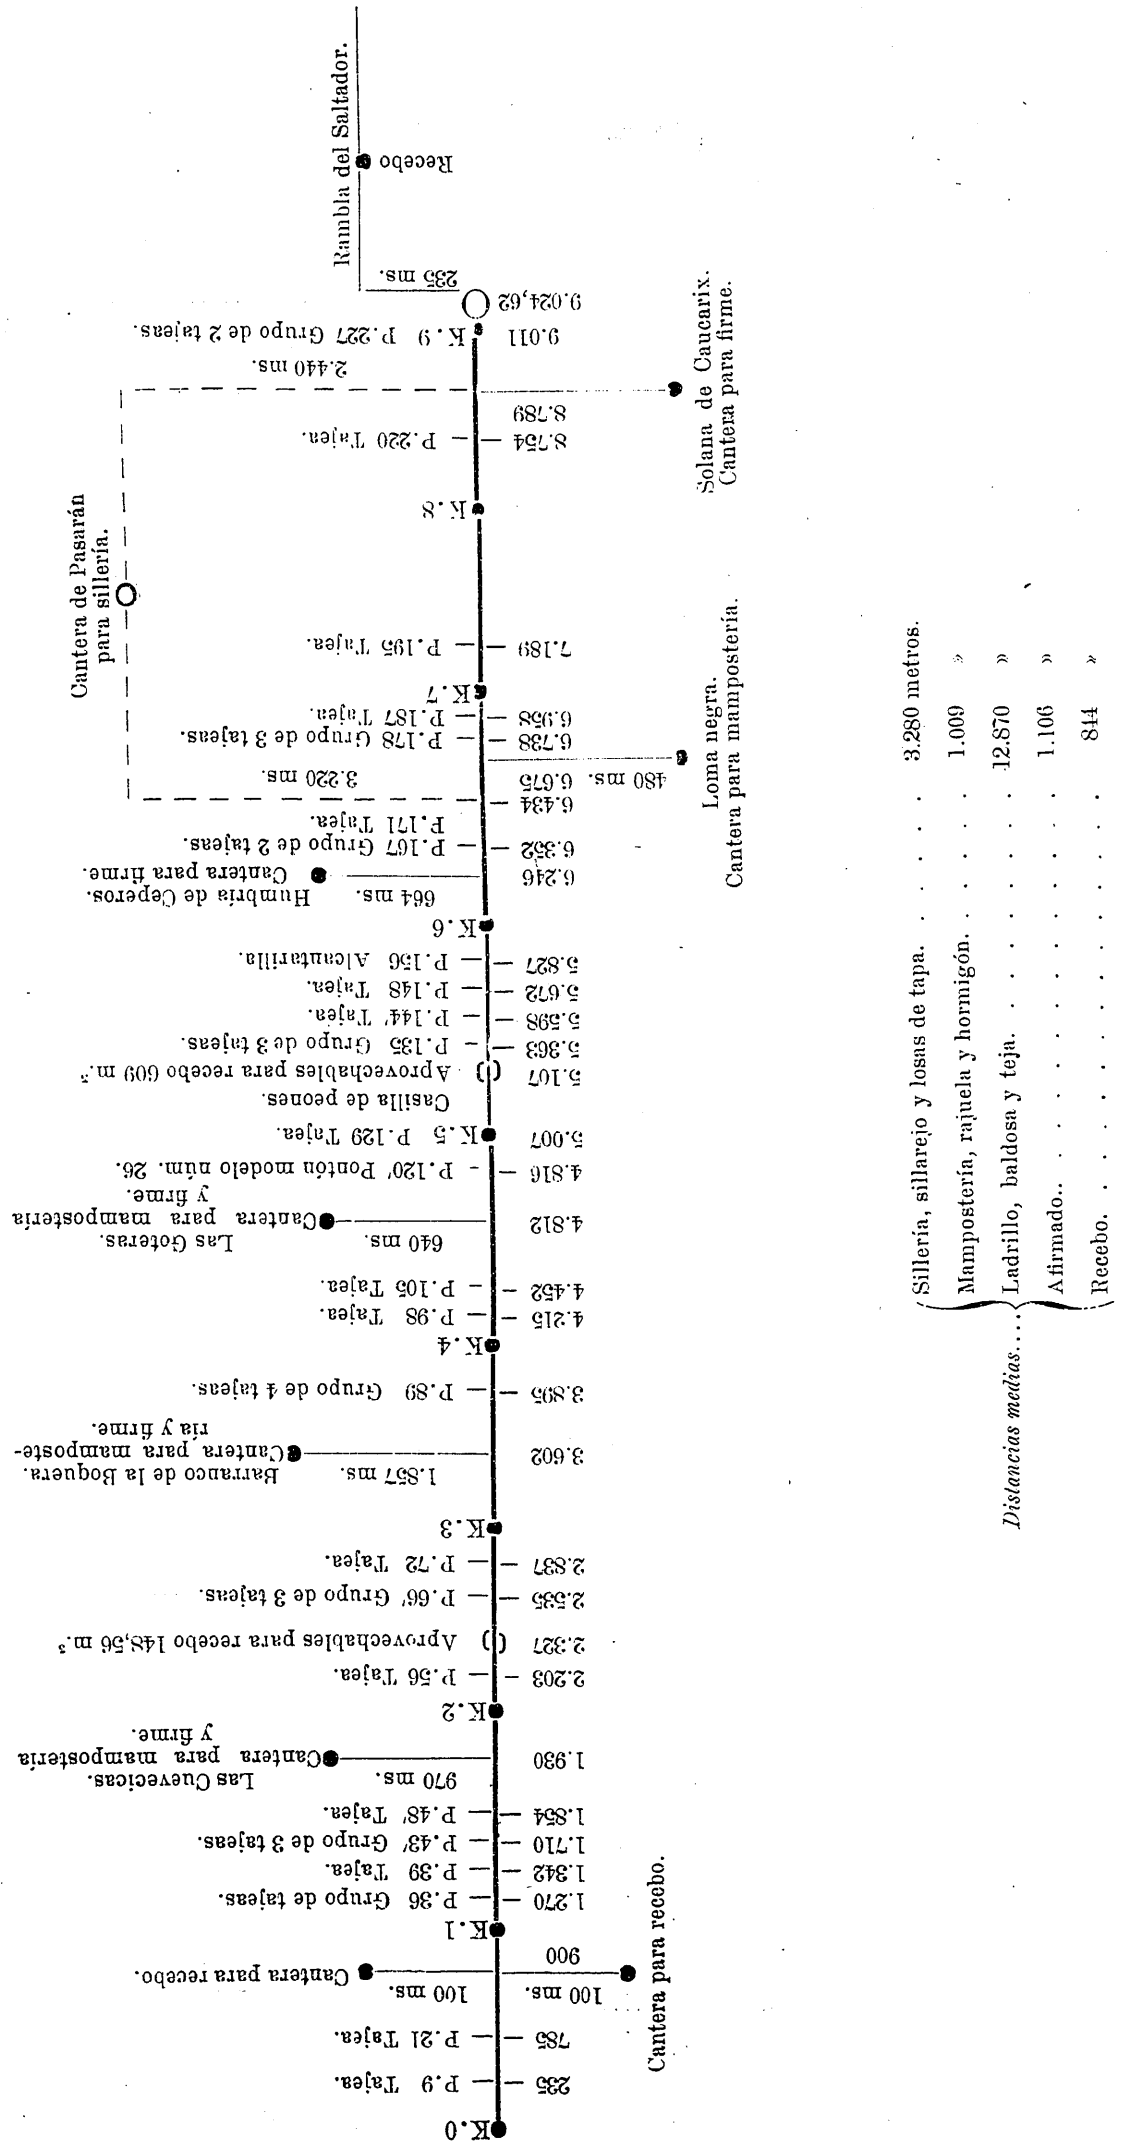 K.0
235 P.9 Tajea.
785 P.21 Tajea.
100 ms. 100 ms.
Cantera para recebo.
900
Cantera para recebo.
K.1
1.270 P.36 Grupo de tajeas.
1.342 P.39 Tajea.
1.710 P.43' Grupo de 3 tajeas.
1.854 P.48' Tajea.
970 ms. Las Cuevecicas.
1.930 Cantera para mampostería
y firme.
K.2
2.203 P.56 Tajea.
2.327 Aprovechables para recebo 148,56 m.³
2.535 P.66' Grupo de 3 tajeas.
2.837 P.72 Tajea.
K.3
1.857 ms. Barranco de la Boquera.
3.602 Cantera para mamposte-
ría y firme.
3.895 P.89 Grupo de 4 tajeas.
K.4
4.215 P.98 Tajea.
4.452 P.105 Tajea.
640 ms. Las Goteras.
4.812 Cantera para mampostería
y firme.
4.816 P.120' Pontón modelo núm. 26.
5.007 K.5 P.129 Tajea.
Casilla de peones.
5.107 Aprovechables para recebo 609 m.³
5.363 P.135 Grupo de 3 tajeas.
5.598 P.144' Tajea.
5.672 P.148 Tajea.
5.827 P.156 Alcantarilla.
K.6
664 ms. Humbría de Ceperos.
6.246 Cantera para firme.
6.352 P.167 Grupo de 2 tajeas.
P.171 Tajea.
6.434
480 ms. 6.675 3.220 ms.
Loma negra.
Cantera para mampostería.
6.738 P.178 Grupo de 3 tajeas.
6.958 P.187 Tajea.
K.7
7.189 P.195 Tajea.
Cantera de Pasarán
para sillería.
K.8
8.754 P.220 Tajea.
8.789
2.440 ms.
Solana de Caucarix.
Cantera para firme.
9.011 K.9 P.227 Grupo de 2 tajeas.
9.024,62
235 ms.
Recebo
Rambla del Saltador.
Distancias medias....
Sillería, sillarejo y losas de tapa. . . . . . 3.280 metros.
Mampostería, rajuela y hormigón. . . . . . 1.009 »
Ladrillo, baldosa y teja. . . . . . . . 12.870 »
Afirmado.. . . . . . . . . . 1.106 »
Recebo. . . . . . . . . . . 844 »